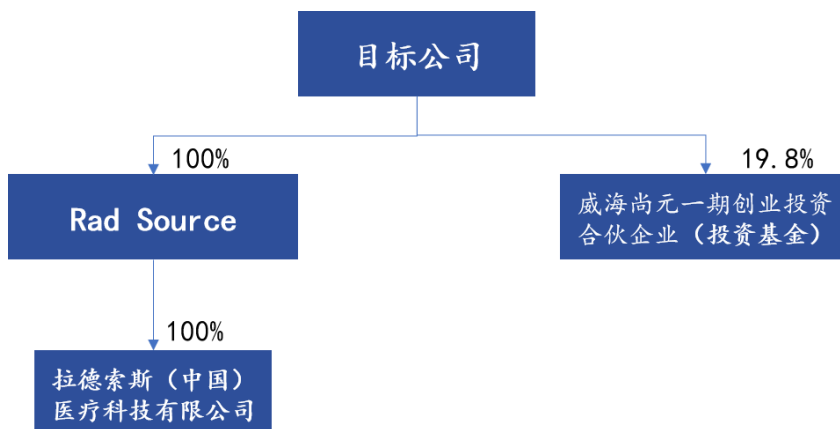 目标公司
100%
19.8%
Rad Source
威海尚元一期创业投资
合伙企业（投资基金）
100%
拉德索斯（中国）
医疗科技有限公司